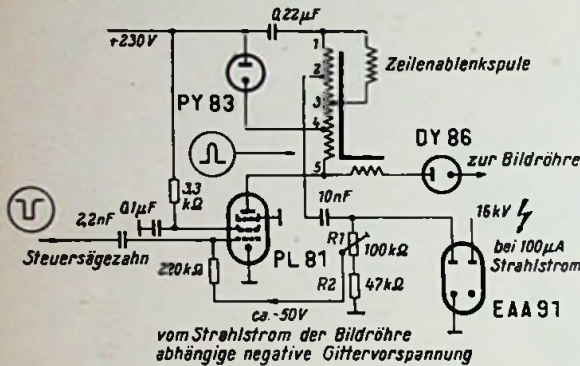 0,22µF
+230V
1
2
3
4
5
Zeilenablenkspule
PY 83
DY 86
zur Bildröhre
3,3
kΩ
0,1µF
2,2nF
Steuersägezahn
PL 81
10nF
R1
100kΩ
R2
47kΩ
220kΩ
16kV
bei 100µA
Strahlstrom
EAA 91
ca.-50V
vom Strahlstrom der Bildröhre
abhängige negative Gittervorspannung